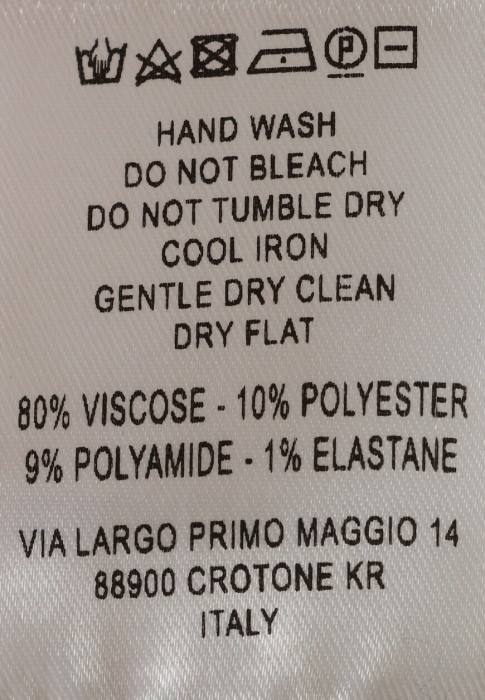 P
HAND WASH
DO NOT BLEACH
DO NOT TUMBLE DRY
COOL IRON
GENTLE DRY CLEAN
DRY FLAT
80% VISCOSE - 10% POLYESTER
9% POLYAMIDE - 1% ELASTANE
VIA LARGO PRIMO MAGGIO 14
88900 CROTONE KR
ITALY